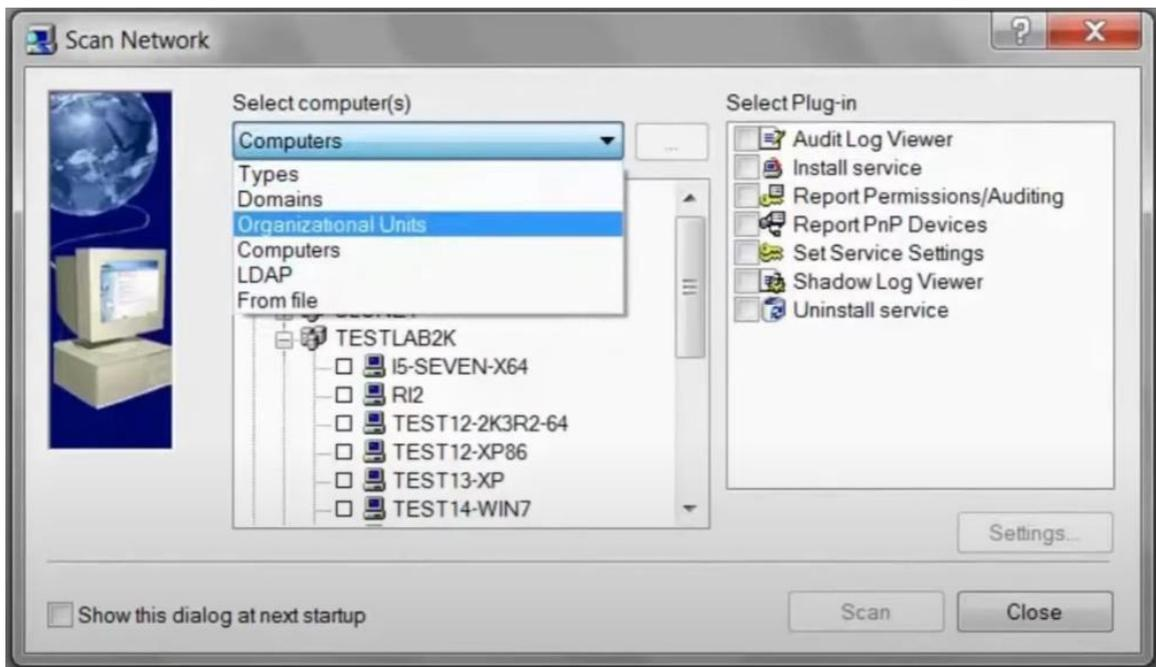 Scan Network
Select computer(s)
Computers
...
Types
Domains
Organizational Units
Computers
LDAP
From file
TESTLAB2K
I5-SEVEN-X64
RI2
TEST12-2K3R2-64
TEST12-XP86
TEST13-XP
TEST14-WIN7
Select Plug-in
Audit Log Viewer
Install service
Report Permissions/Auditing
Report PnP Devices
Set Service Settings
Shadow Log Viewer
Uninstall service
Settings...
Show this dialog at next startup
Scan
Close